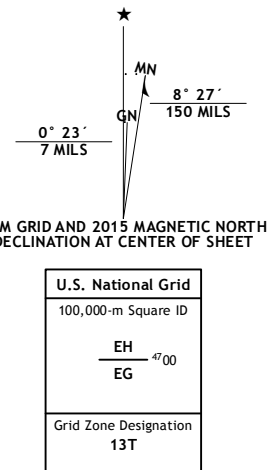 ★
MN
8° 27´
150 MILS
GN
0° 23´
7 MILS
M GRID AND 2015 MAGNETIC NORTH
DECLINATION AT CENTER OF SHEET
U.S. National Grid
100,000-m Square ID
EH
4700
EG
Grid Zone Designation
13T